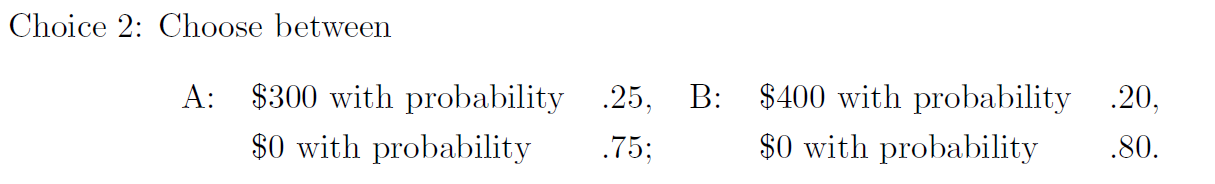 Choice 2: Choose between
A: $300 with probability .25, B: $400 with probability .20,
$0 with probability .75; $0 with probability .80.